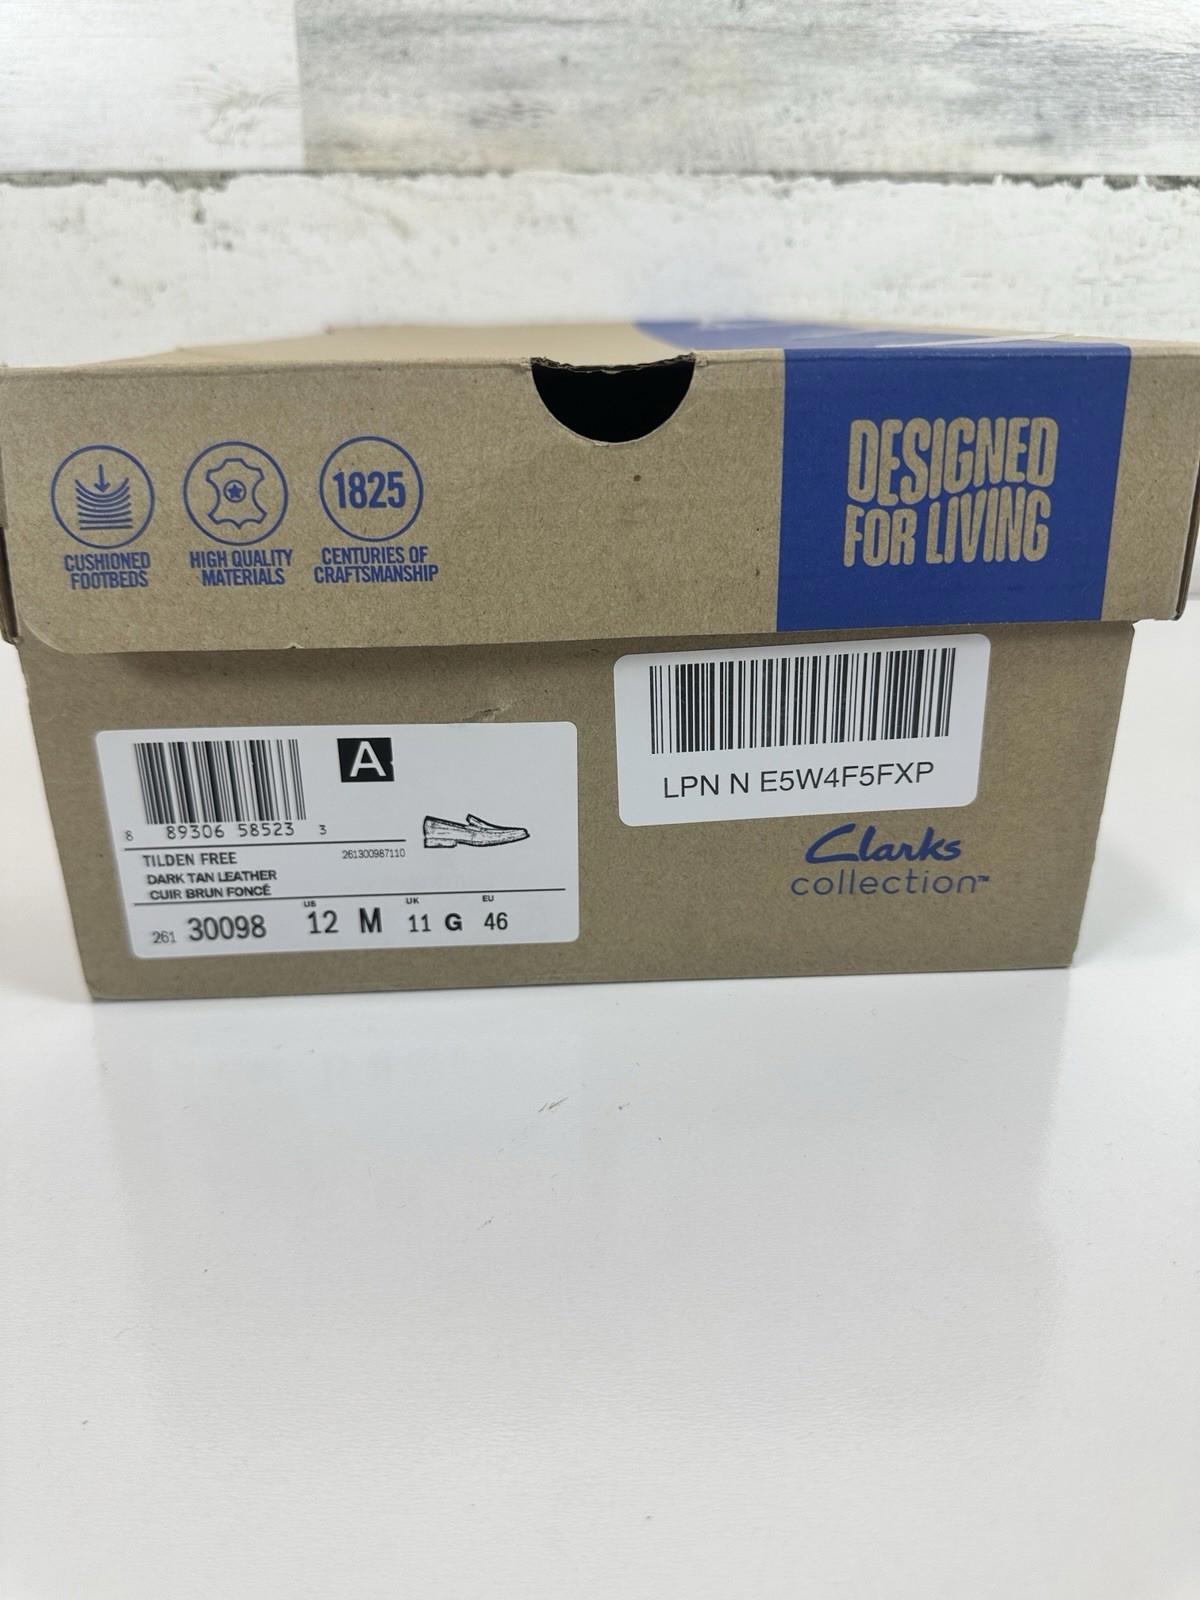 DESIGNED
FOR LIVING
1825
CUSHIONED
FOOTBEDS
HIGH QUALITY
MATERIALS
CENTURIES OF
CRAFTSMANSHIP
LPN N E5W4F5FXP
A
8 89306 58523 3
TILDEN FREE
261300987110
DARK TAN LEATHER
CUIR BRUN FONCÉ
US UK EU
261 30098 12 M 11 G 46
Clarks
collection™